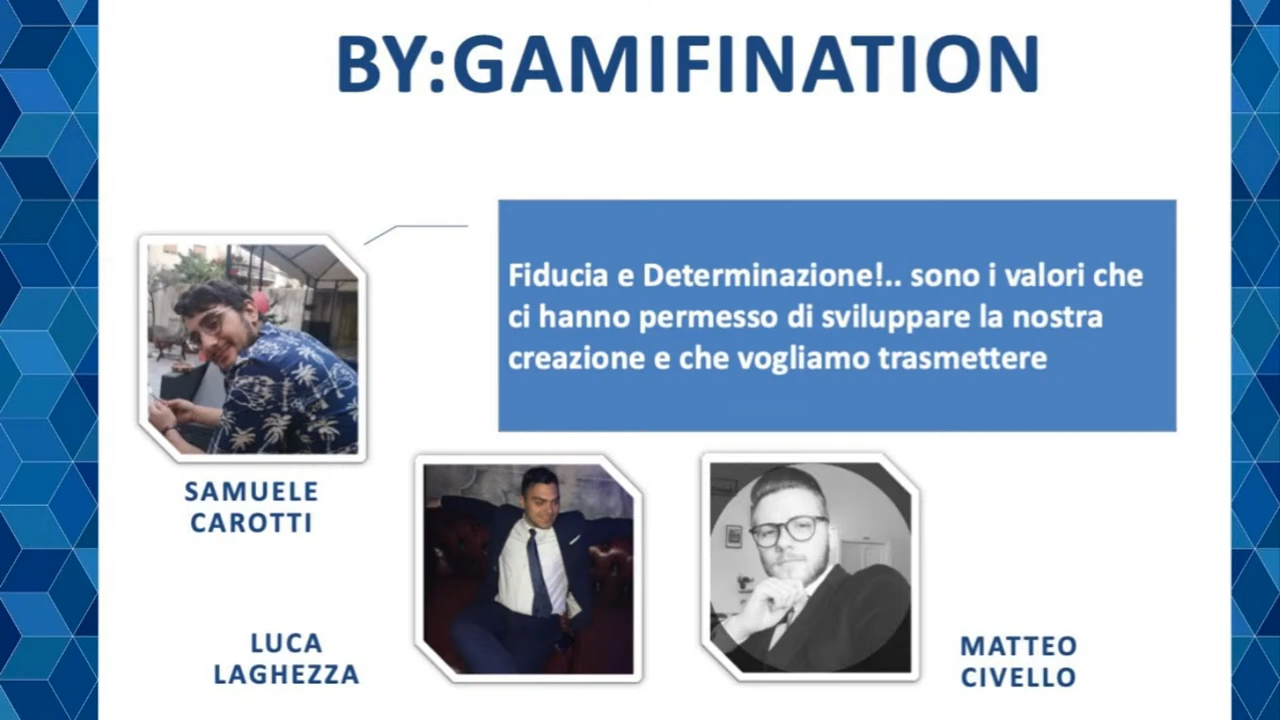 BY:GAMIFINATION
Fiducia e Determinazione!.. sono i valori che
ci hanno permesso di sviluppare la nostra
creazione e che vogliamo trasmettere
SAMUELE
CAROTTI
LUCA
LAGHEZZA
MATTEO
CIVELLO